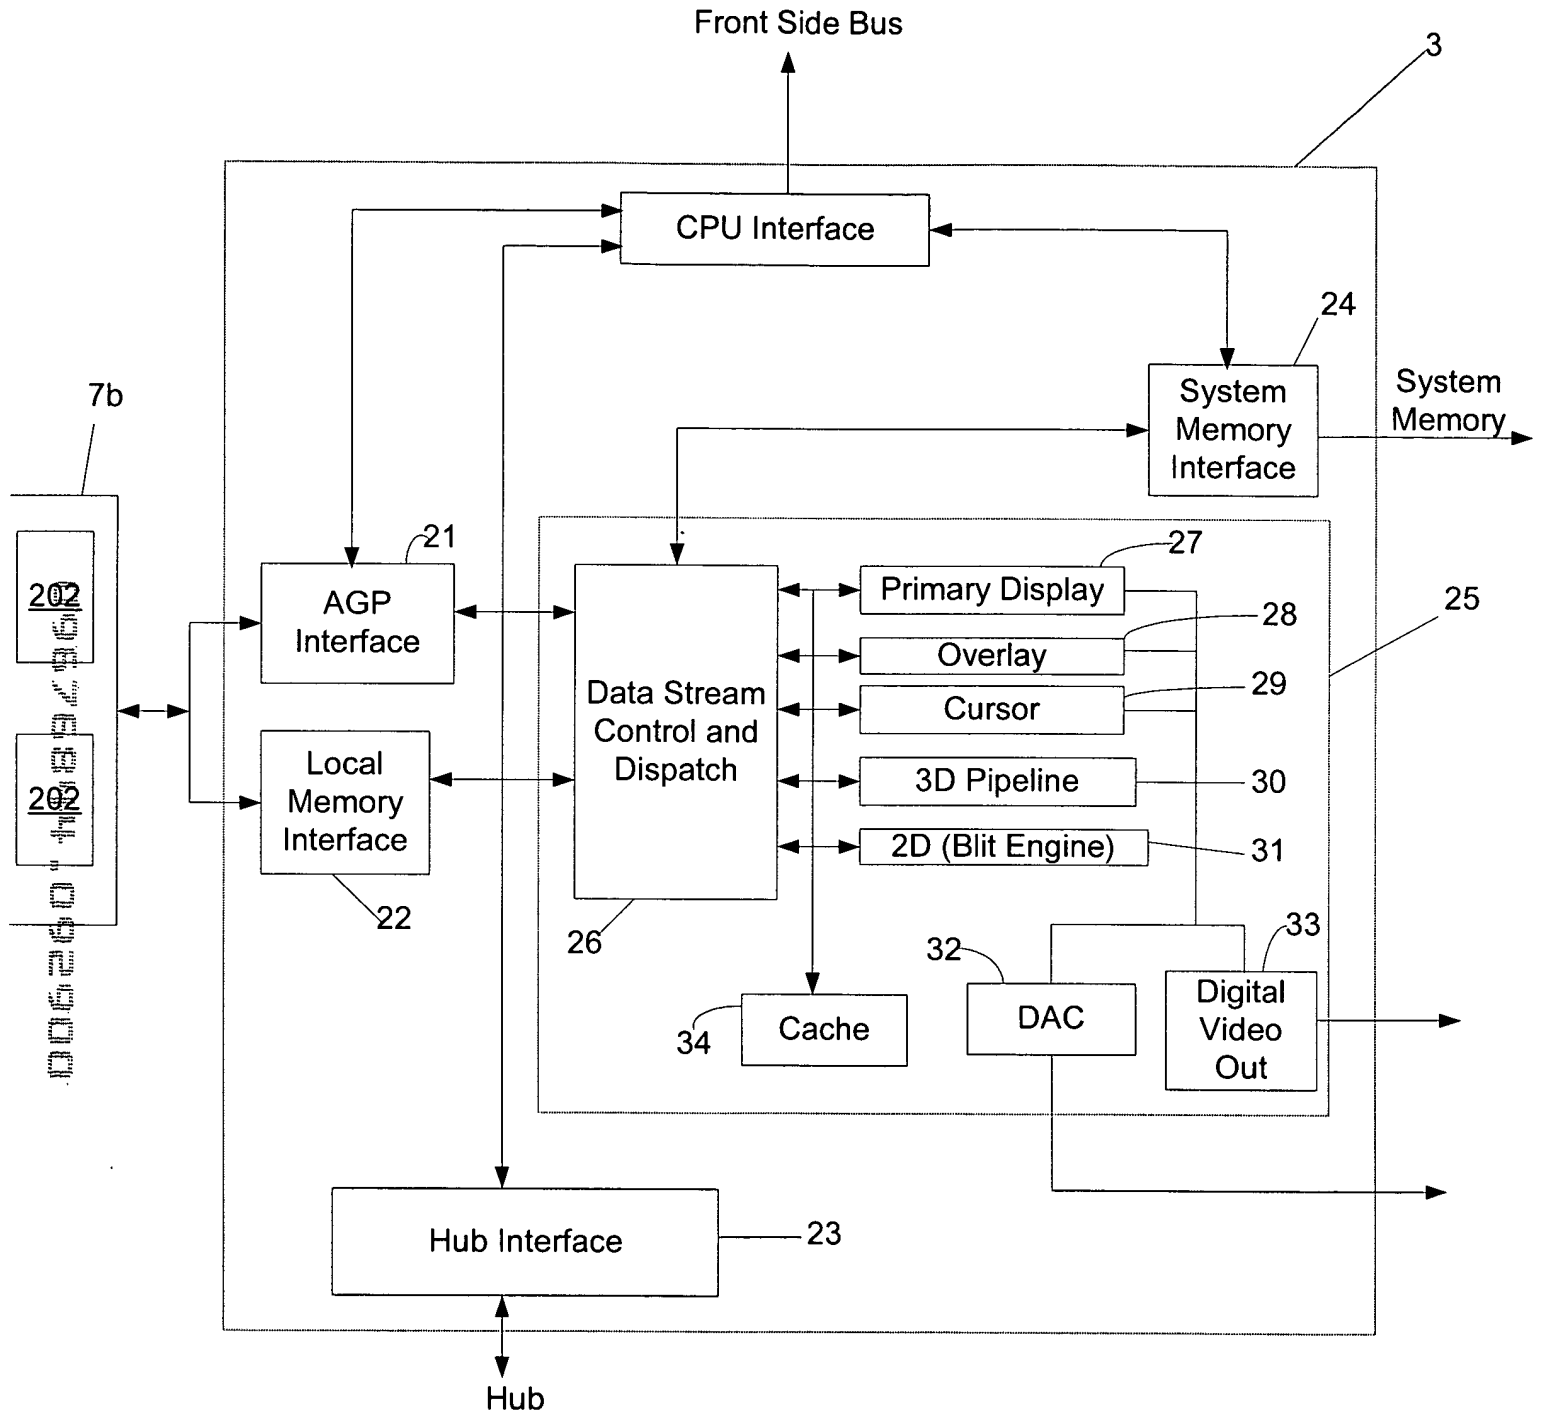 Front Side Bus
3
CPU Interface
24
System
Memory
Interface
System
Memory
7b
202
202
21
AGP
Interface
Local
Memory
Interface
22
Data Stream
Control and
Dispatch
26
27
Primary Display
28
Overlay
29
Cursor
3D Pipeline
30
2D (Blit Engine)
31
25
32
DAC
33
Digital
Video
Out
34
Cache
Hub Interface
23
Hub